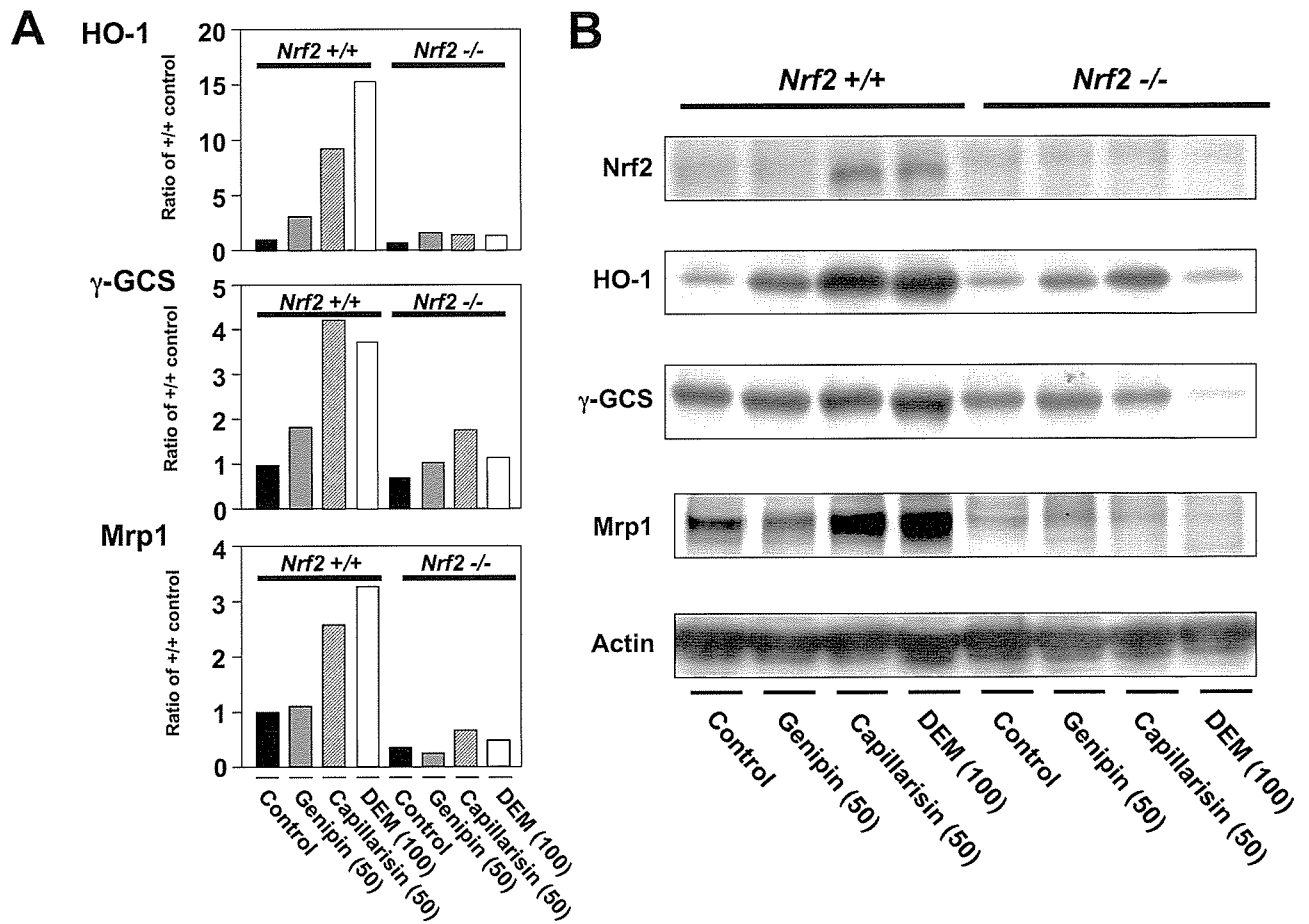 A
HO-1
Ratio of +/+ control
20
15
10
5
0
Nrf2 +/+
Nrf2 -/-
γ-GCS
Ratio of +/+ control
5
4
3
2
1
0
Nrf2 +/+
Nrf2 -/-
Mrp1
Ratio of +/+ control
4
3
2
1
0
Nrf2 +/+
Nrf2 -/-
Control
Genipin (50)
Capillarisin (50)
DEM (100)
Control
Genipin (50)
Capillarisin (50)
DEM (100)
B
Nrf2 +/+
Nrf2 -/-
Nrf2
HO-1
γ-GCS
Mrp1
Actin
Control
Genipin (50)
Capillarisin (50)
DEM (100)
Control
Genipin (50)
Capillarisin (50)
DEM (100)